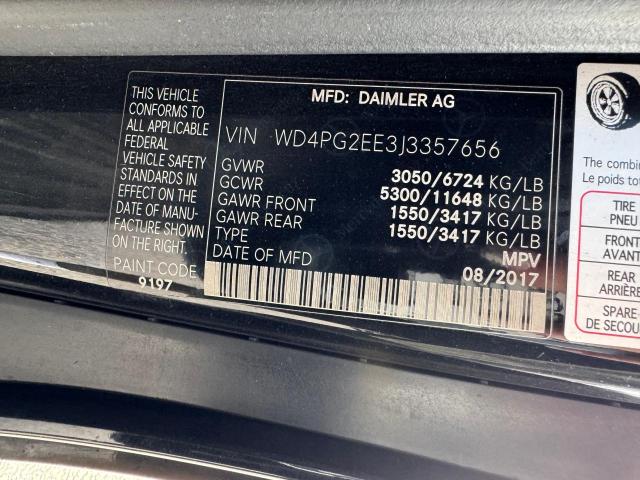 THIS VEHICLE
CONFORMS TO
ALL APPLICABLE
FEDERAL
VEHICLE SAFETY
STANDARDS IN
EFFECT ON THE
DATE OF MANU-
FACTURE SHOWN
ON THE RIGHT.
PAINT CODE
9197
MFD: DAIMLER AG
VIN WD4PG2EE3J3357656
GVWR 3050/6724 KG/LB
GCWR 5300/11648 KG/LB
GAWR FRONT 1550/3417 KG/LB
GAWR REAR 1550/3417 KG/LB
TYPE MPV
DATE OF MFD 08/2017
The combin
Le poids tot
TIRE
PNEU
FRONT
AVANT
REAR
ARRIÈRE
SPARE
DE SECOU